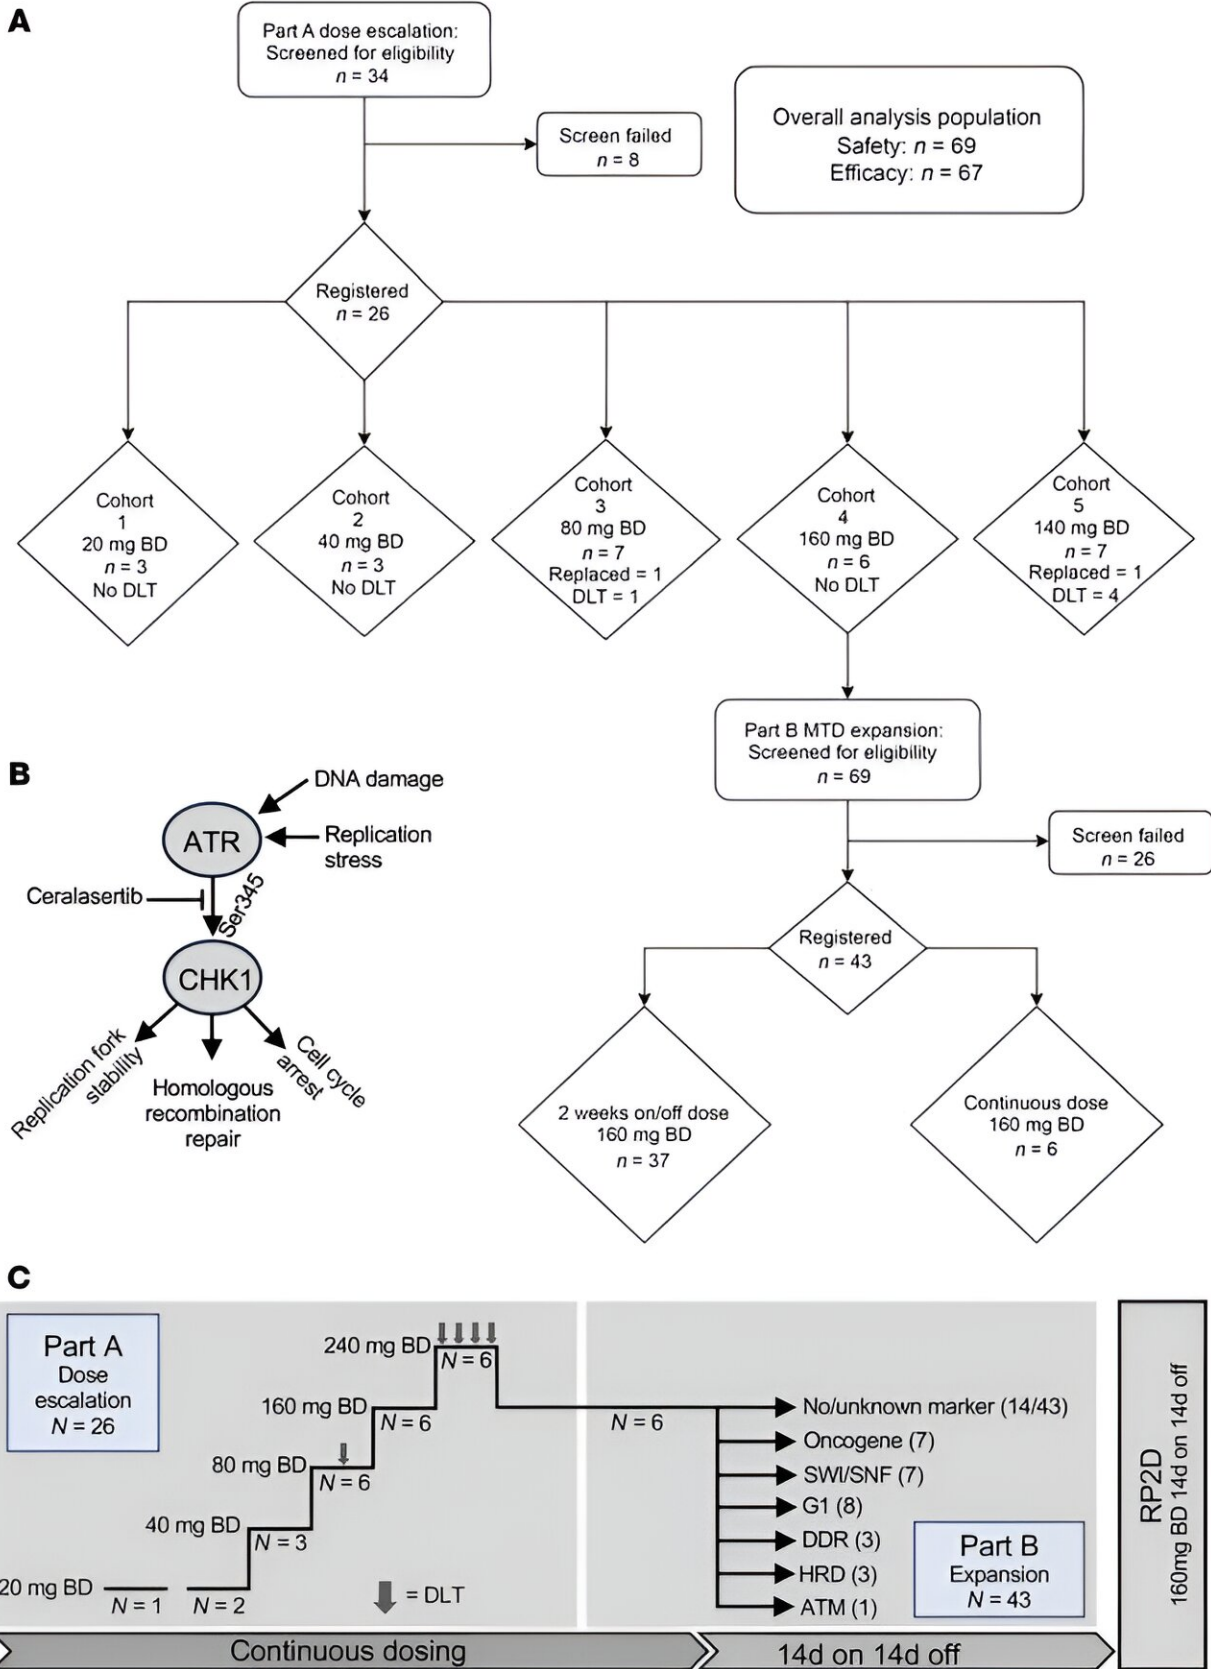 A
Part A dose escalation:
Screened for eligibility
n = 34
Screen failed
n = 8
Overall analysis population
Safety: n = 69
Efficacy: n = 67
Registered
n = 26
Cohort
1
20 mg BD
n = 3
No DLT
Cohort
2
40 mg BD
n = 3
No DLT
Cohort
3
80 mg BD
n = 7
Replaced = 1
DLT = 1
Cohort
4
160 mg BD
n = 6
No DLT
Cohort
5
140 mg BD
n = 7
Replaced = 1
DLT = 4
Part B MTD expansion:
Screened for eligibility
n = 69
Screen failed
n = 26
Registered
n = 43
2 weeks on/off dose
160 mg BD
n = 37
Continuous dose
160 mg BD
n = 6
B
DNA damage
ATR
Replication
stress
Ceralasertib
Ser345
CHK1
Replication fork
stability
Homologous
recombination
repair
Cell cycle
arrest
C
Part A
Dose
escalation
N = 26
240 mg BD
N = 6
160 mg BD
N = 6
80 mg BD
N = 6
40 mg BD
N = 3
20 mg BD
N = 1
N = 2
= DLT
N = 6
No/unknown marker (14/43)
Oncogene (7)
SWI/SNF (7)
G1 (8)
DDR (3)
HRD (3)
ATM (1)
Part B
Expansion
N = 43
RP2D
160mg BD 14d on 14d off
Continuous dosing
14d on 14d off